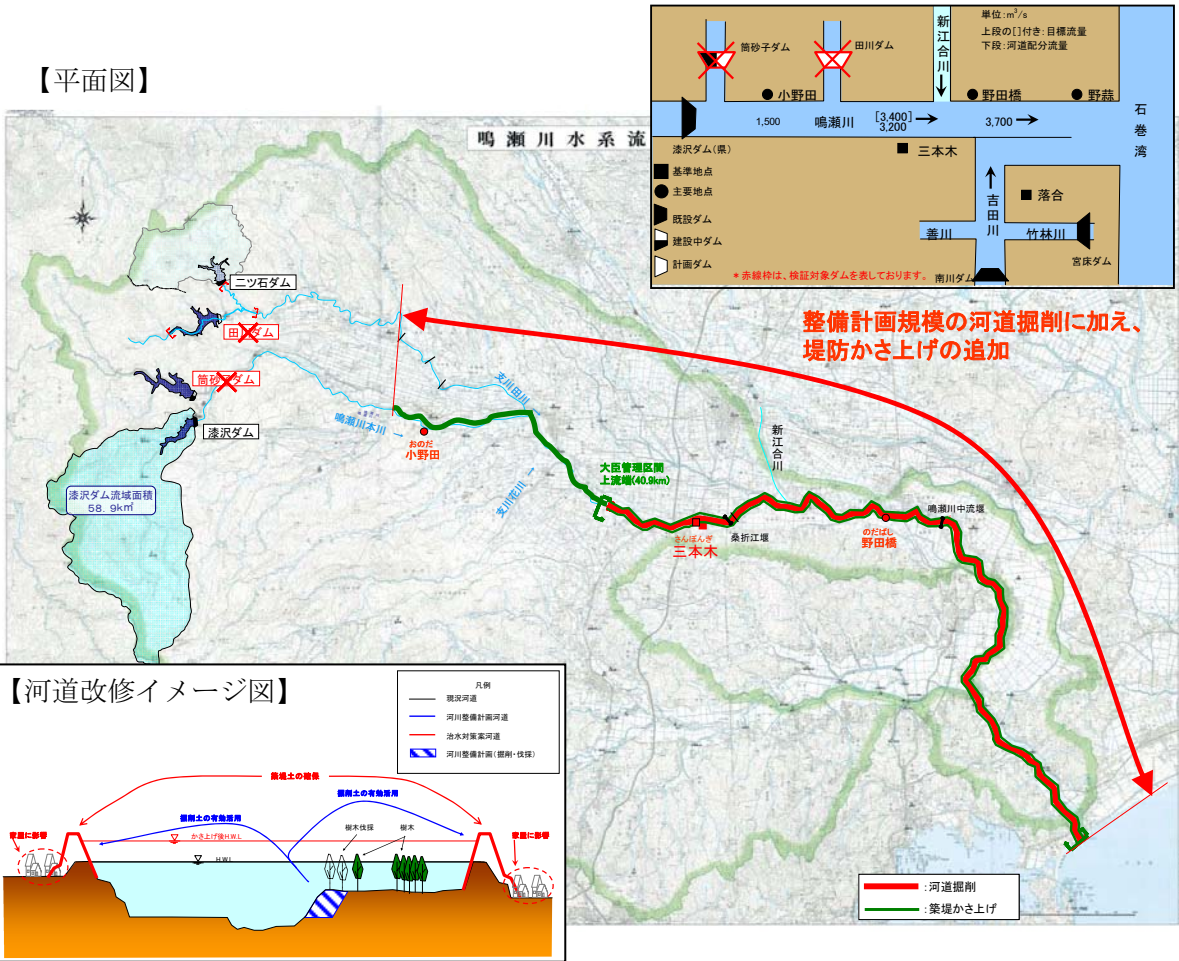 【平面図】
鳴瀬川水系流
単位:m³/s
上段の[]付き:目標流量
下段:河道配分流量
新江合川
筒砂子ダム
田川ダム
小野田
野田橋
野蒜
石巻湾
1,500
鳴瀬川
[3,400]
3,200
3,700
漆沢ダム(県)
三本木
基準地点
主要地点
既設ダム
建設中ダム
計画ダム
吉田川
落合
善川
竹林川
宮床ダム
南川ダム
*赤線枠は、検証対象ダムを表しております。
整備計画規模の河道掘削に加え、
堤防かさ上げの追加
二ツ石ダム
田川ダム
筒砂子ダム
漆沢ダム
漆沢ダム流域面積
58.9k㎡
支川田川
鳴瀬川本川
おのだ
小野田
支川花川
大臣管理区間
上流端(40.9km)
新江合川
さんぼんぎ
三本木
桑折江堰
のだばし
野田橋
鳴瀬川中流堰
【河道改修イメージ図】
凡例
現況河道
河川整備計画河道
治水対策案河道
河川整備計画(掘削・伐採)
築堤土の確保
掘削土の有効活用
掘削土の有効活用
家屋に影響
かさ上げ後H.W.L
H.W.L
樹木伐採
樹木
家屋に影響
:河道掘削
:築堤かさ上げ